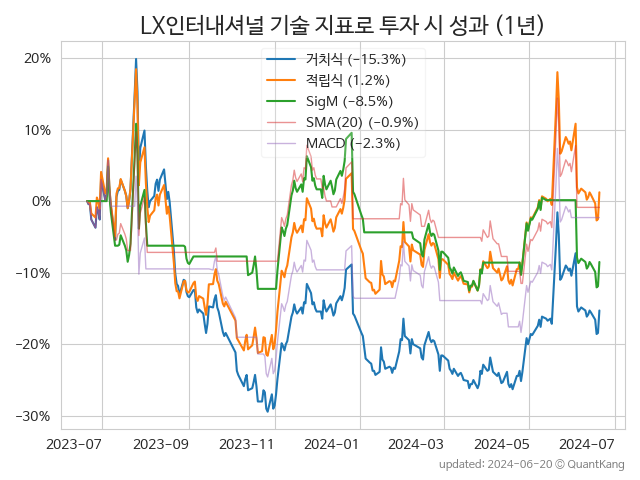 LX인터내셔널 기술 지표로 투자 시 성과 (1년)
거치식 (−15.3%)
적립식 (1.2%)
SigM (−8.5%)
SMA(20) (−0.9%)
MACD (−2.3%)
20%
10%
0%
−10%
−20%
−30%
2023-07 2023-09 2023-11 2024-01 2024-03 2024-05 2024-07
updated: 2024-06-20 © QuantKang